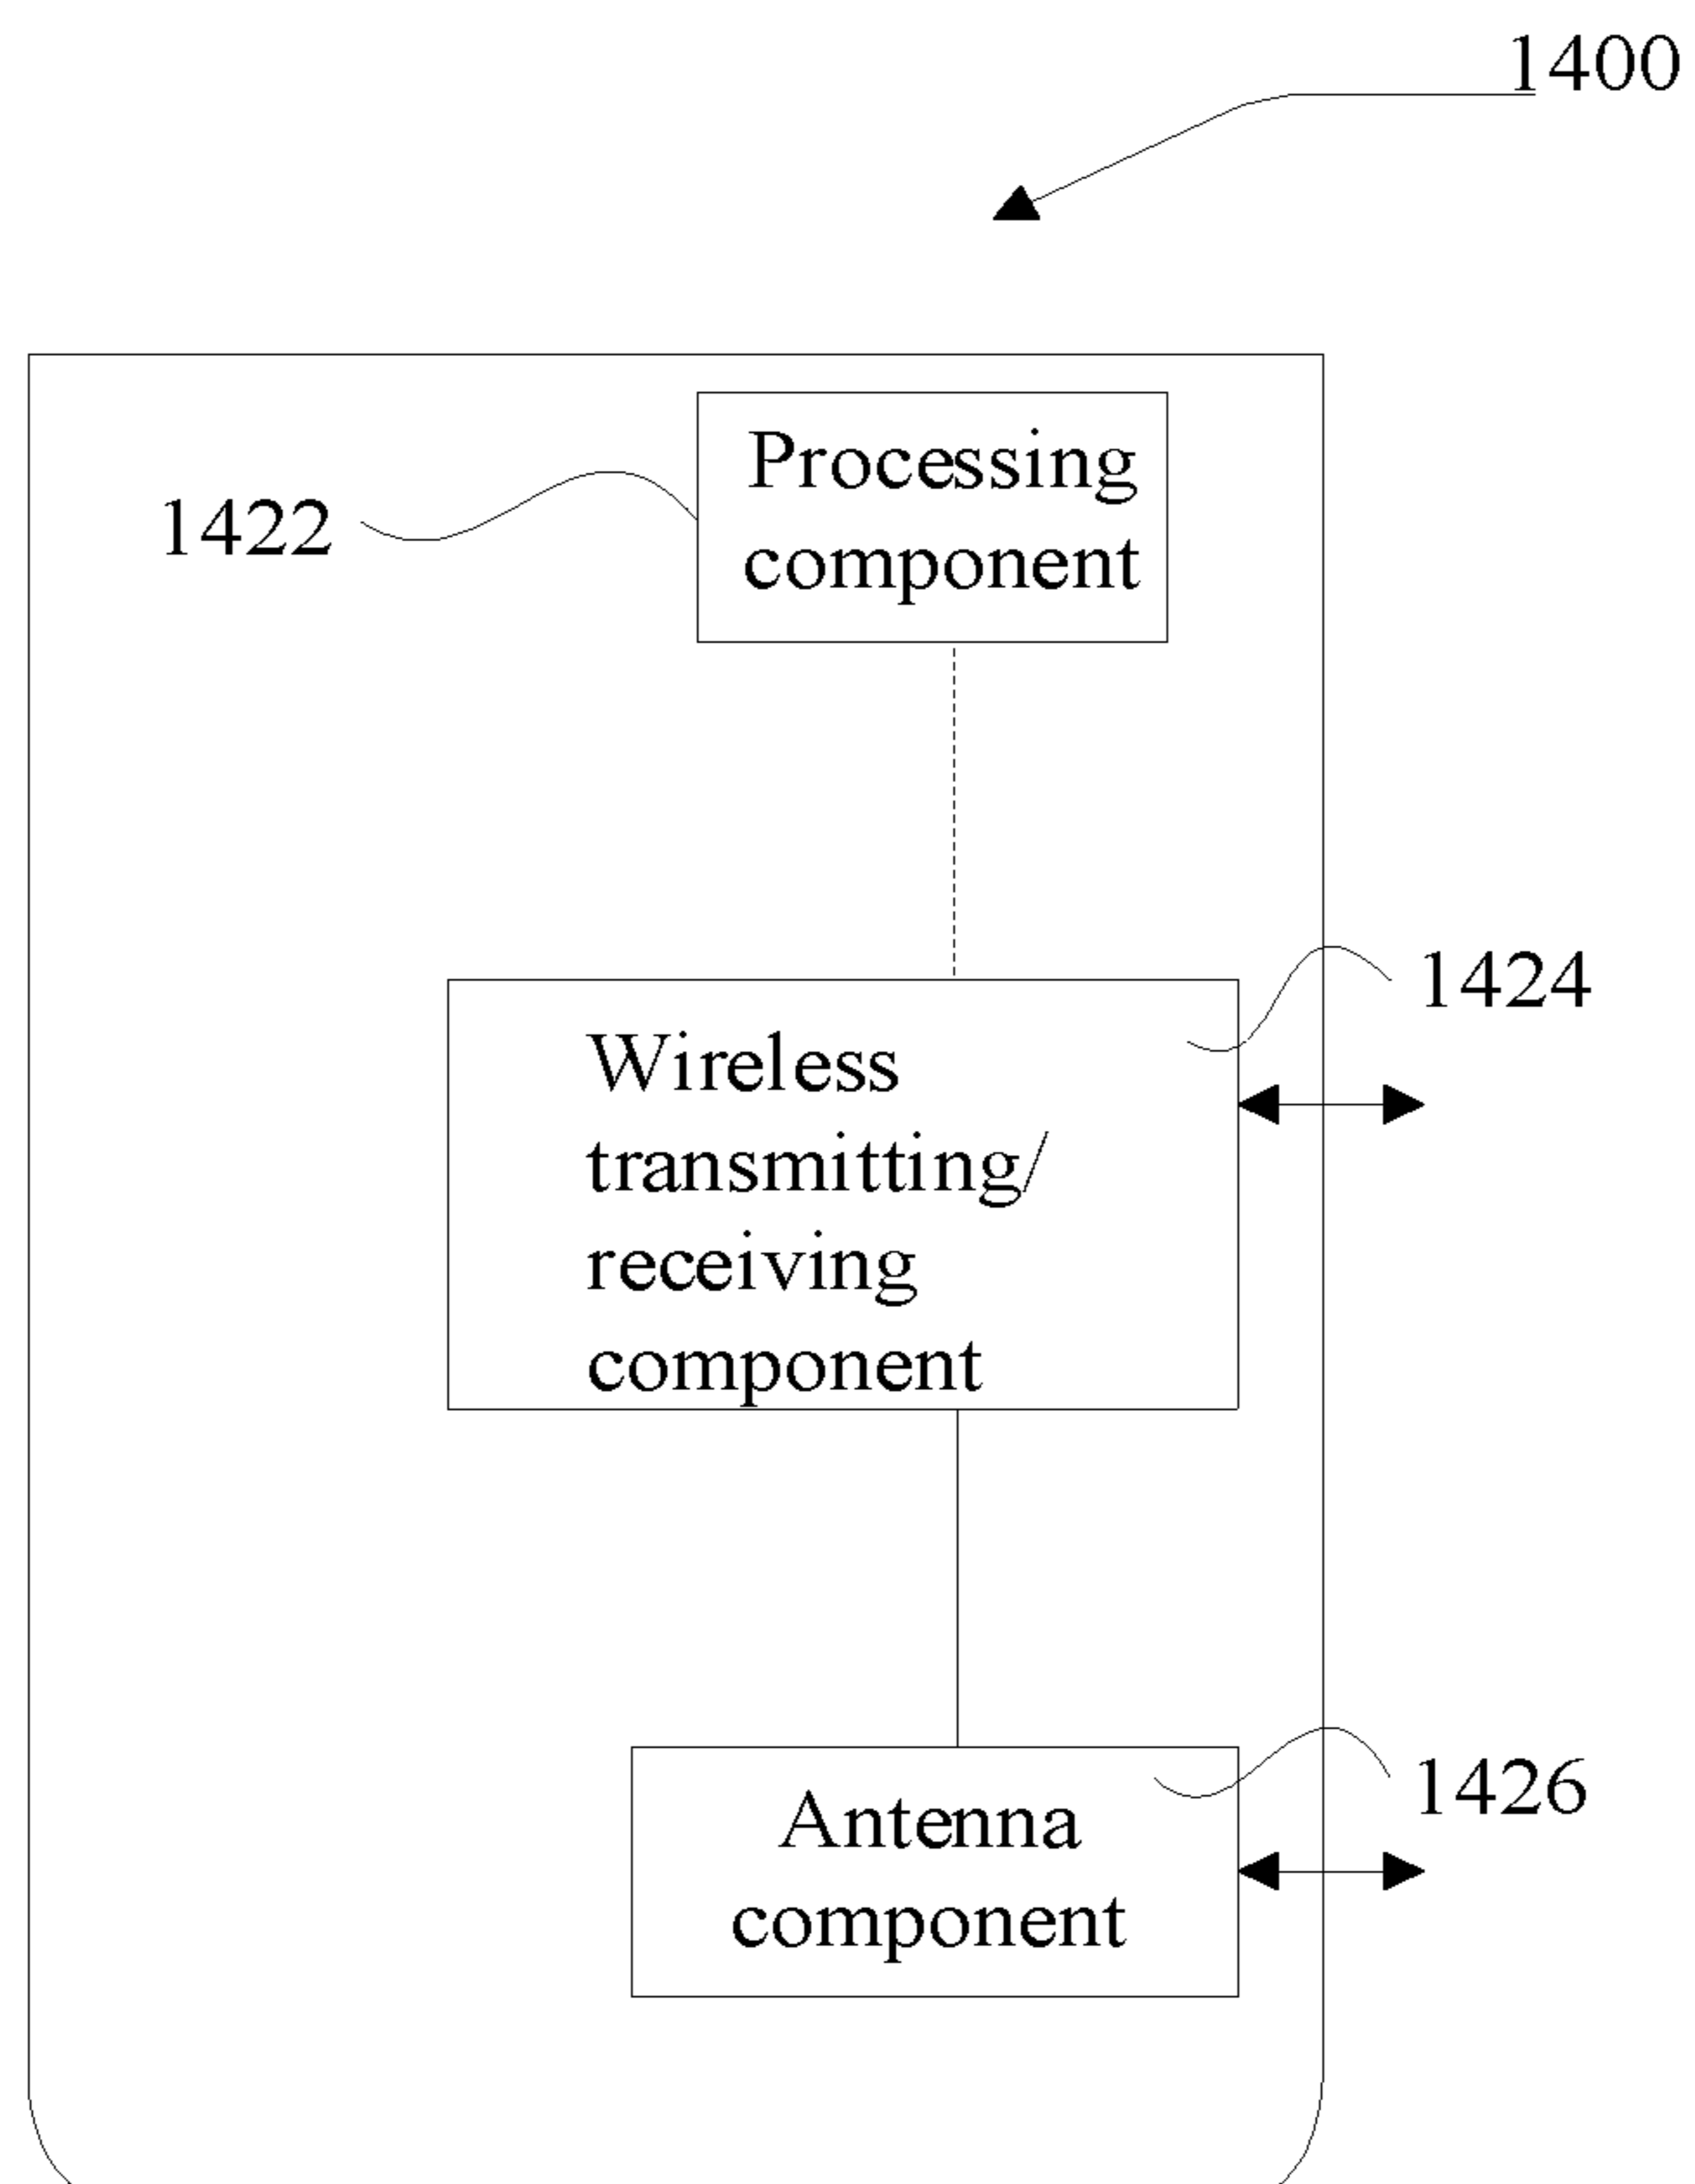 1400
Processing
component
1422
1424
Wireless
transmitting/
receiving
component
1426
Antenna
component